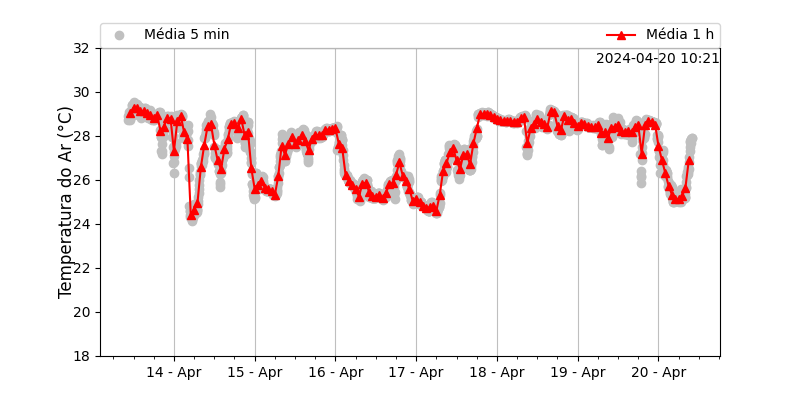 Média 5 min
Média 1 h
2024-04-20 10:21
Temperatura do Ar (°C)
32
30
28
26
24
22
20
18
14 - Apr
15 - Apr
16 - Apr
17 - Apr
18 - Apr
19 - Apr
20 - Apr